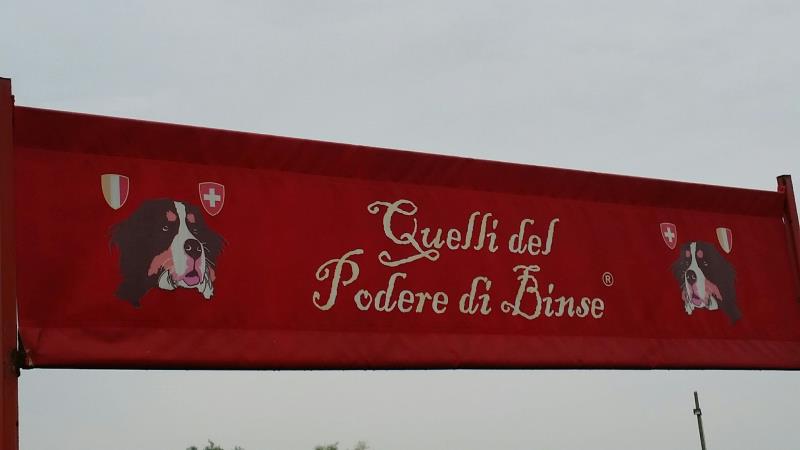 Quelli del
Podere di Binse®